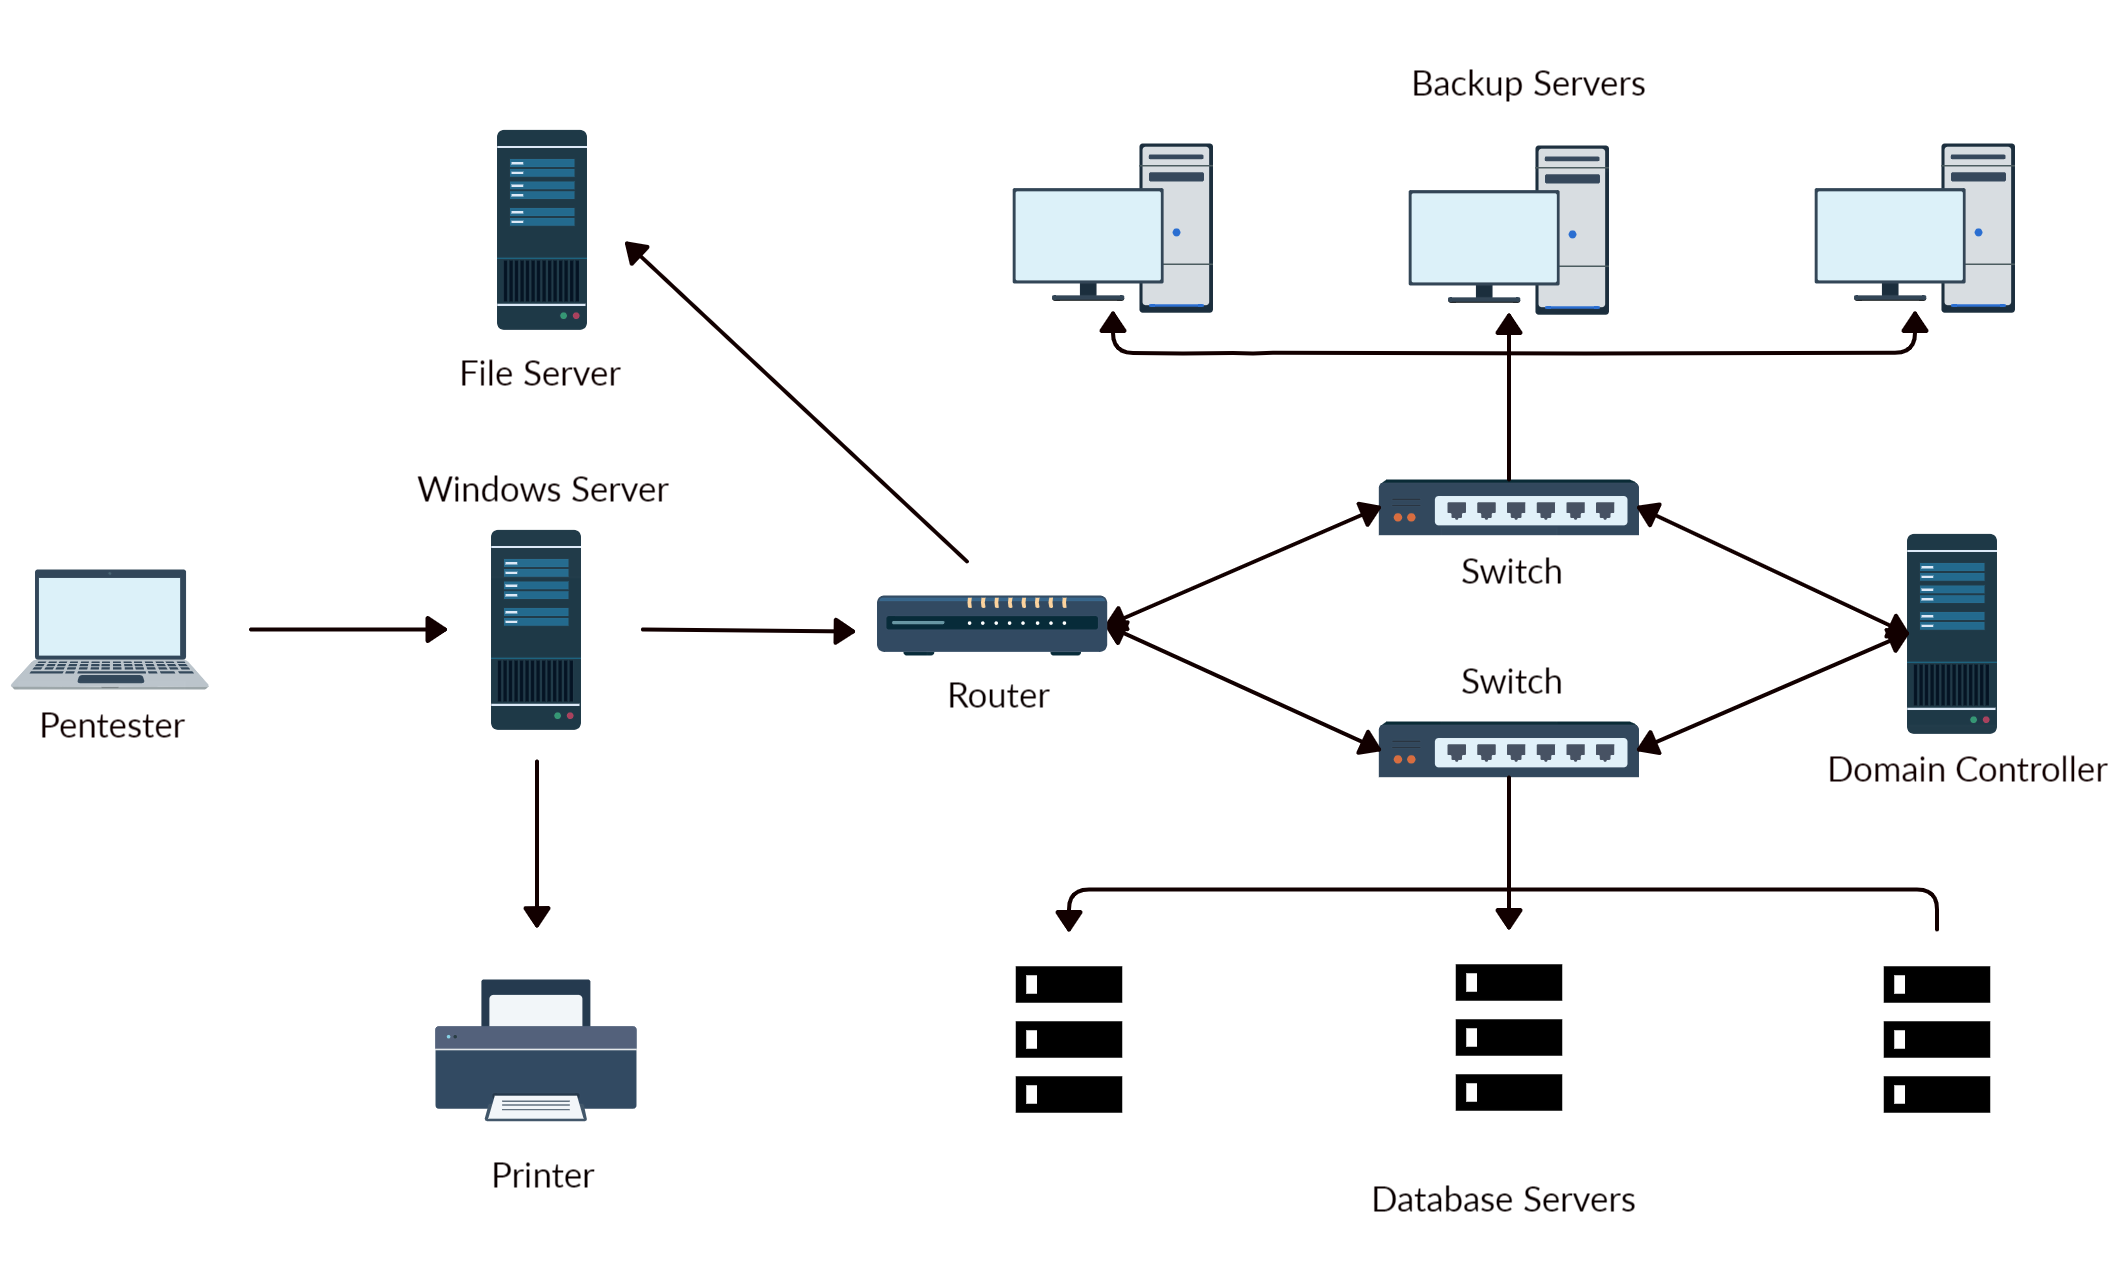 Backup Servers
File Server
Windows Server
Switch
Pentester
Router
Switch
Domain Controller
Printer
Database Servers